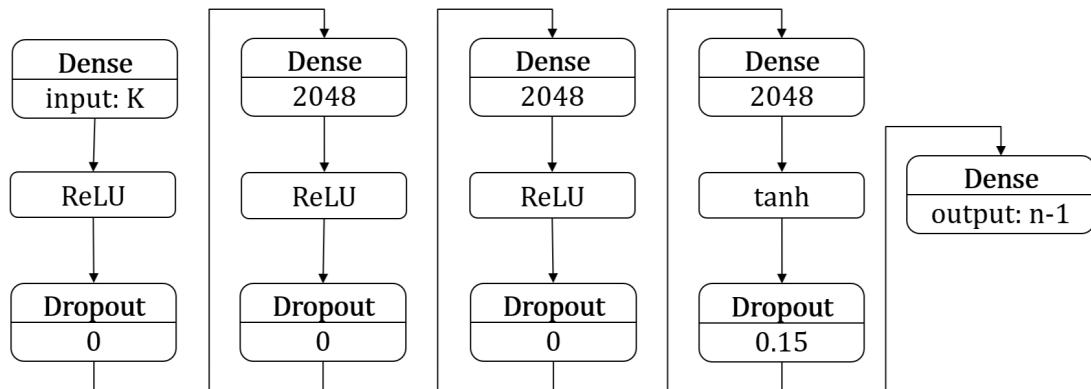 Dense
input: K
ReLU
Dropout
0
Dense
2048
ReLU
Dropout
0
Dense
2048
ReLU
Dropout
0
Dense
2048
tanh
Dropout
0.15
Dense
output: n-1